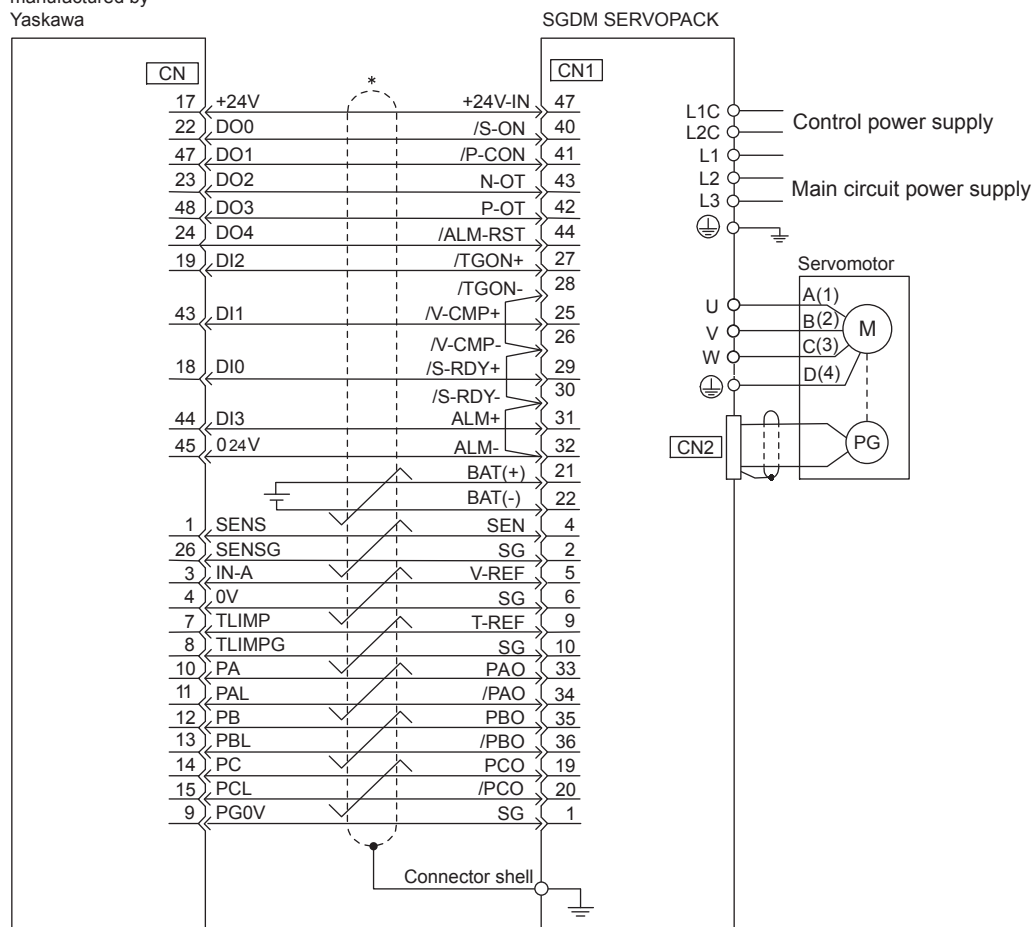 manufactured by
Yaskawa
SGDM SERVOPACK
CN
CN1
*
17 +24V +24V-IN 47
22 DO0 /S-ON 40
47 DO1 /P-CON 41
23 DO2 N-OT 43
48 DO3 P-OT 42
24 DO4 /ALM-RST 44
19 DI2 /TGON+ 27
/TGON- 28
43 DI1 /V-CMP+ 25
/V-CMP- 26
18 DI0 /S-RDY+ 29
/S-RDY- 30
44 DI3 ALM+ 31
45 024V ALM- 32
BAT(+) 21
BAT(-) 22
1 SENS SEN 4
26 SENSG SG 2
3 IN-A V-REF 5
4 0V SG 6
7 TLIMP T-REF 9
8 TLIMPG SG 10
10 PA PAO 33
11 PAL /PAO 34
12 PB PBO 35
13 PBL /PBO 36
14 PC PCO 19
15 PCL /PCO 20
9 PG0V SG 1
Connector shell
L1C
L2C
Control power supply
L1
L2
L3
Main circuit power supply
Servomotor
U A(1)
V B(2)
W C(3)
D(4)
M
CN2
PG